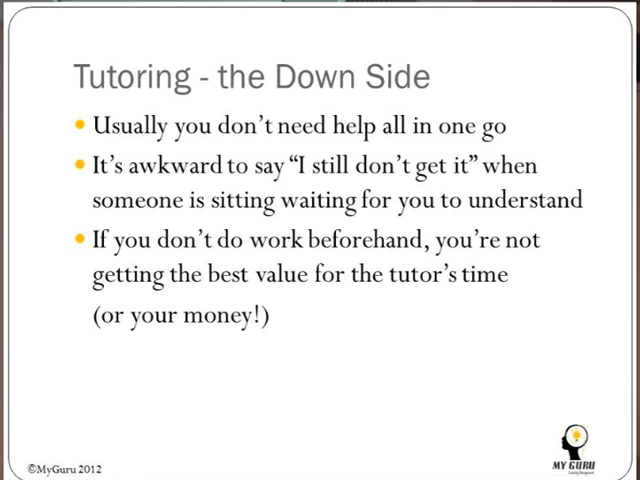 Tutoring - the Down Side
Usually you don't need help all in one go
It's awkward to say “I still don't get it” when
someone is sitting waiting for you to understand
If you don't do work beforehand, you're not
getting the best value for the tutor's time
(or your money!)
©MyGuru 2012
MY GURU
Learning Management